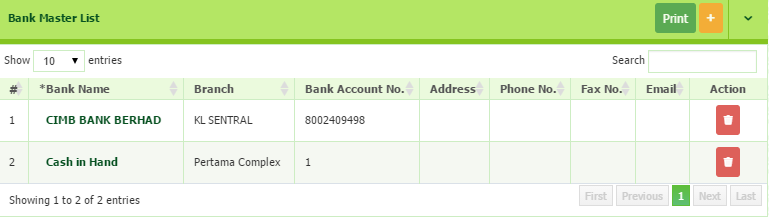 Bank Master List Print +
Show 10 entries Search
# *Bank Name Branch Bank Account No. Address Phone No. Fax No. Email Action
1 CIMB BANK BERHAD KL SENTRAL 8002409498
2 Cash in Hand Pertama Complex 1
Showing 1 to 2 of 2 entries First Previous 1 Next Last